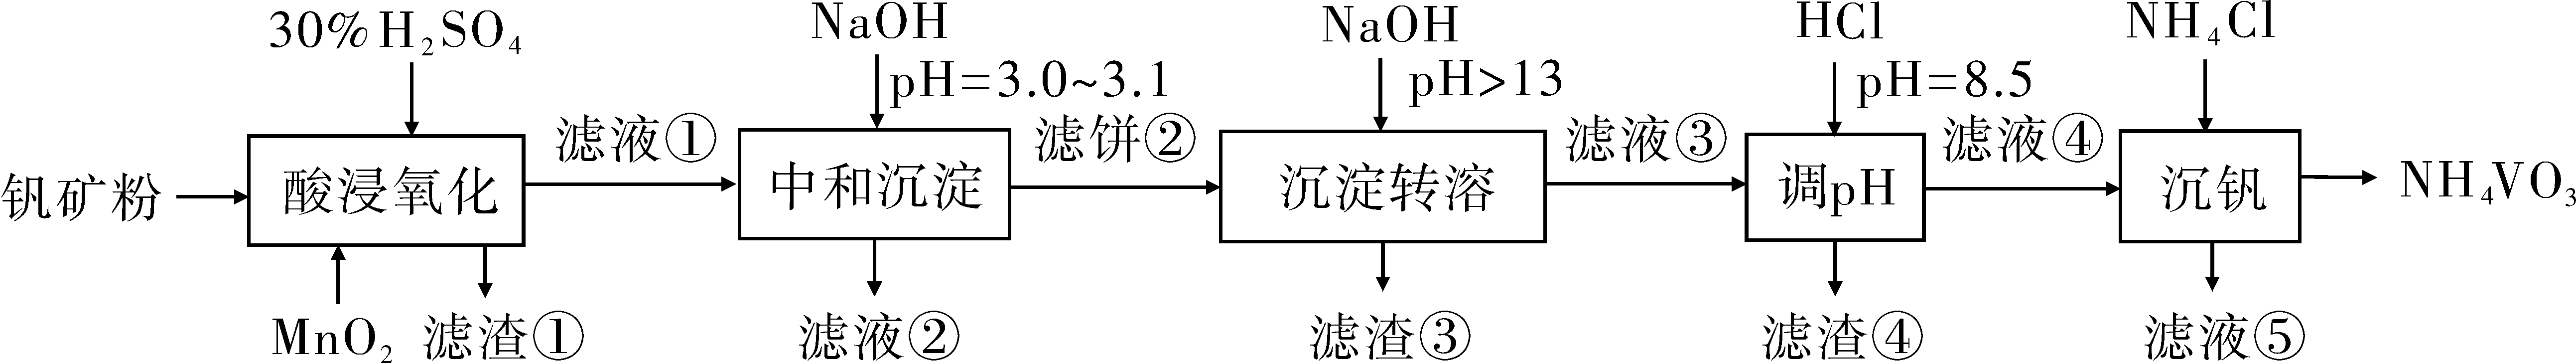 30%H₂SO₄
NaOH
NaOH
HCl
NH₄Cl
pH=3.0~3.1
pH>13
pH=8.5
滤液①
滤饼②
滤液③
滤液④
钒矿粉
酸浸氧化
中和沉淀
沉淀转溶
调pH
沉钒
NH₄VO₃
MnO₂
滤渣①
滤液②
滤渣③
滤渣④
滤液⑤